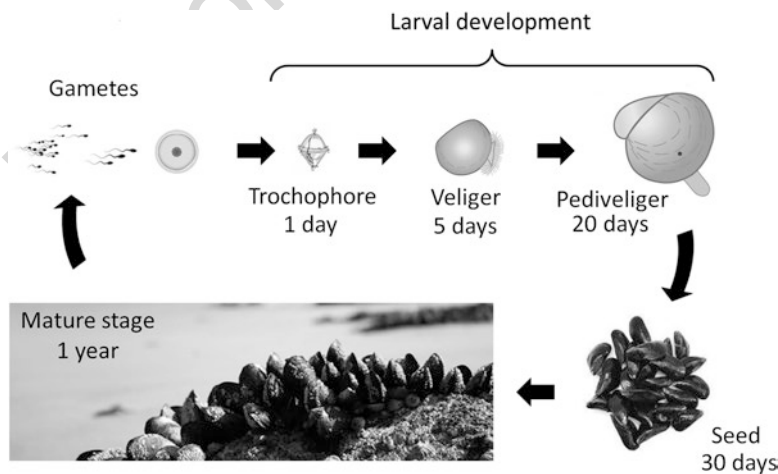 Larval development
Gametes
Trochophore
1 day
Veliger
5 days
Pediveliger
20 days
Mature stage
1 year
Seed
30 days